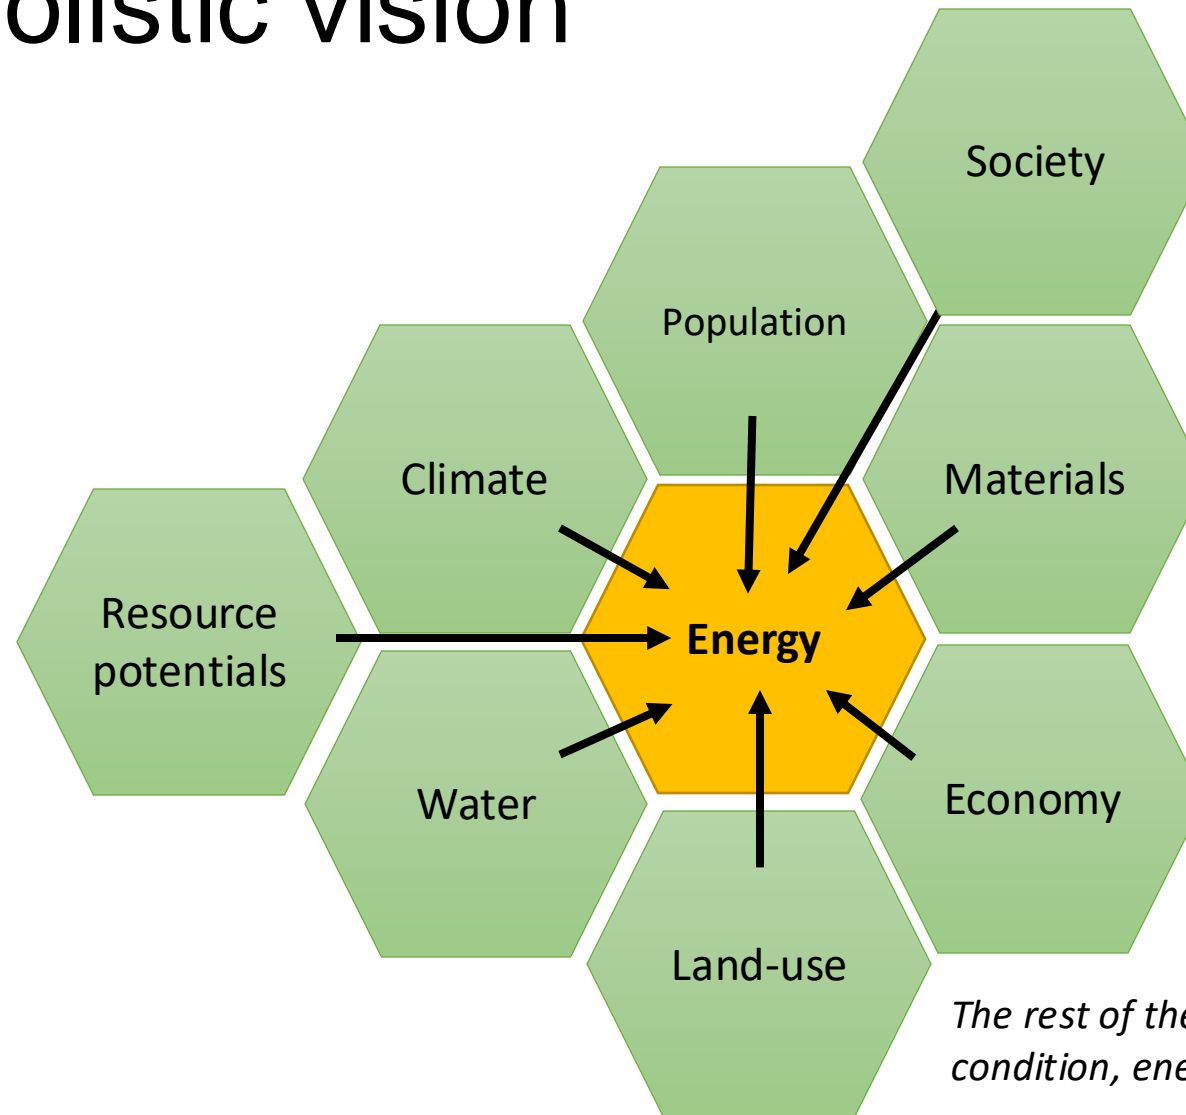 olistic vision
Society
Population
Climate
Materials
Resource
potentials
Energy
Water
Economy
Land-use
The rest of the
condition, ene